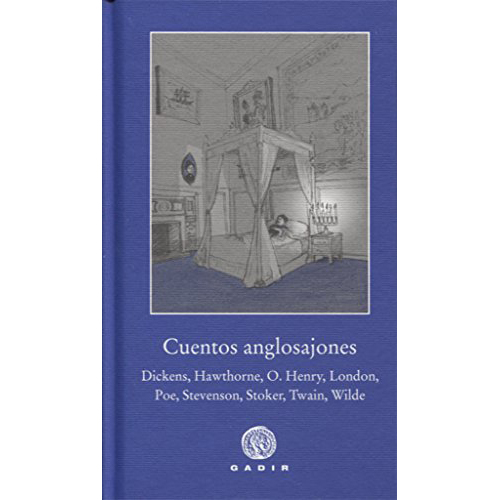 Cuentos anglosajones
Dickens, Hawthorne, O. Henry, London,
Poe, Stevenson, Stoker, Twain, Wilde
GADIR